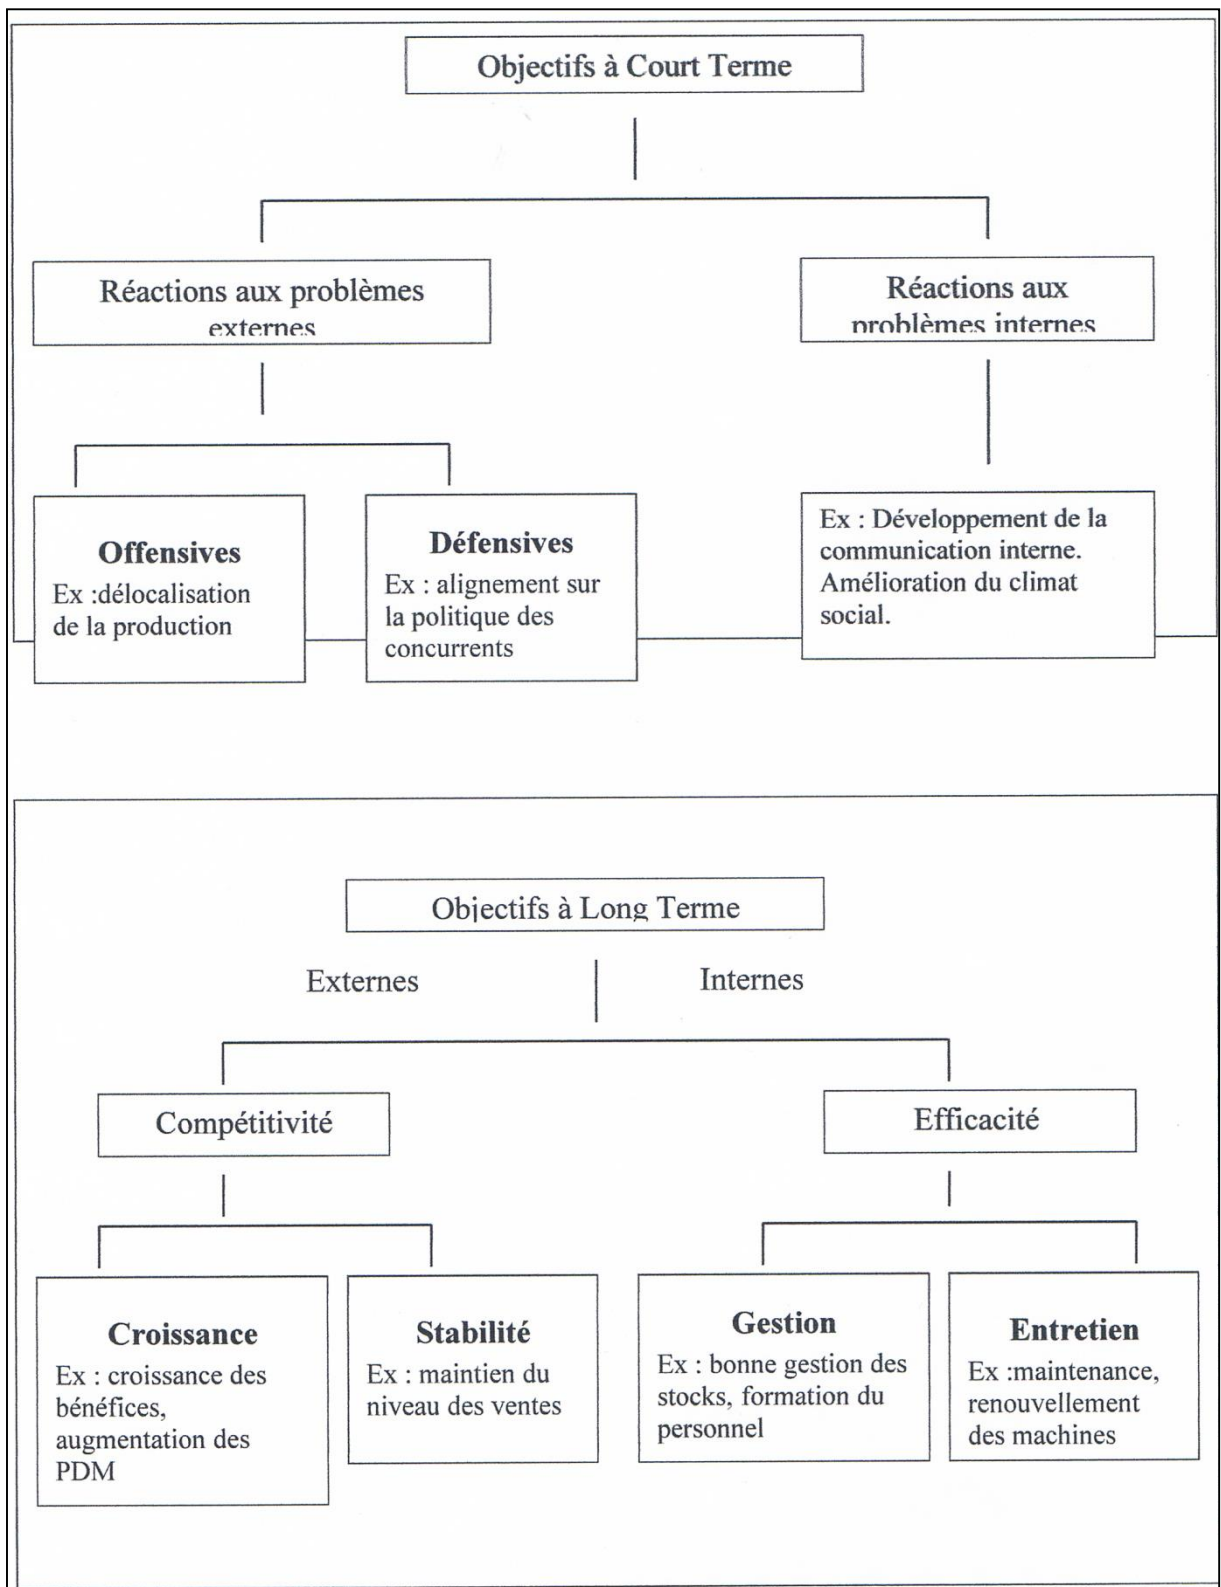 Objectifs à Court Terme
Réactions aux problèmes
externes
Réactions aux
problèmes internes
Offensives
Ex :délocalisation
de la production
Défensives
Ex : alignement sur
la politique des
concurrents
Ex : Développement de la
communication interne.
Amélioration du climat
social.
Objectifs à Long Terme
Externes
Internes
Compétitivité
Efficacité
Croissance
Ex : croissance des
bénéfices,
augmentation des
PDM
Stabilité
Ex : maintien du
niveau des ventes
Gestion
Ex : bonne gestion des
stocks, formation du
personnel
Entretien
Ex :maintenance,
renouvellement
des machines